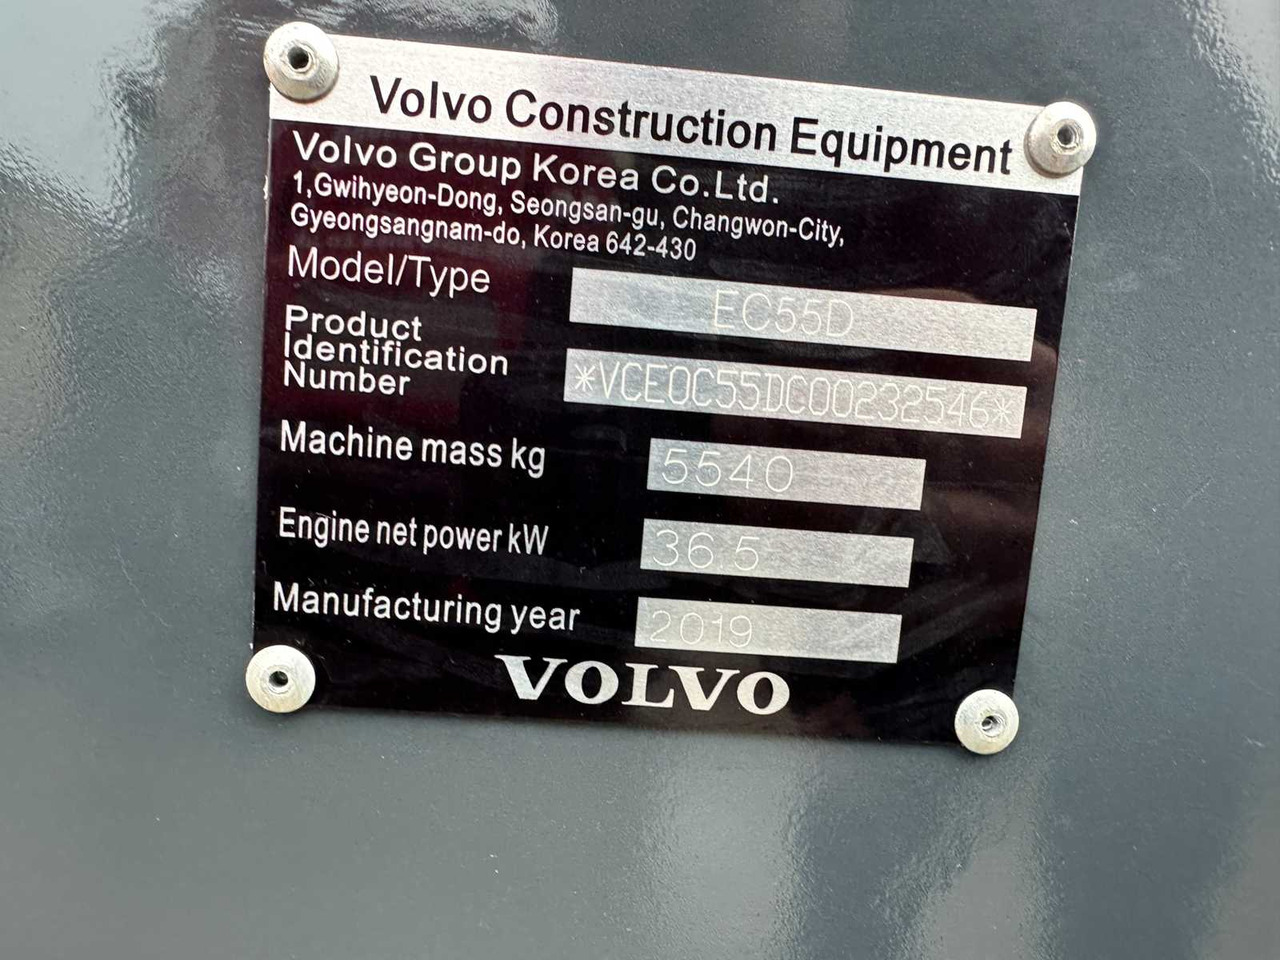 Volvo Construction Equipment
Volvo Group Korea Co.Ltd.
1,Gwihyeon-Dong, Seongsan-gu, Changwon-City,
Gyeongsangnam-do, Korea 642-430
Model/Type EC55D
Product
Identification
Number *VCE0C55DC00232546*
Machine mass kg 5540
Engine net power kW 36.5
Manufacturing year 2019
VOLVO